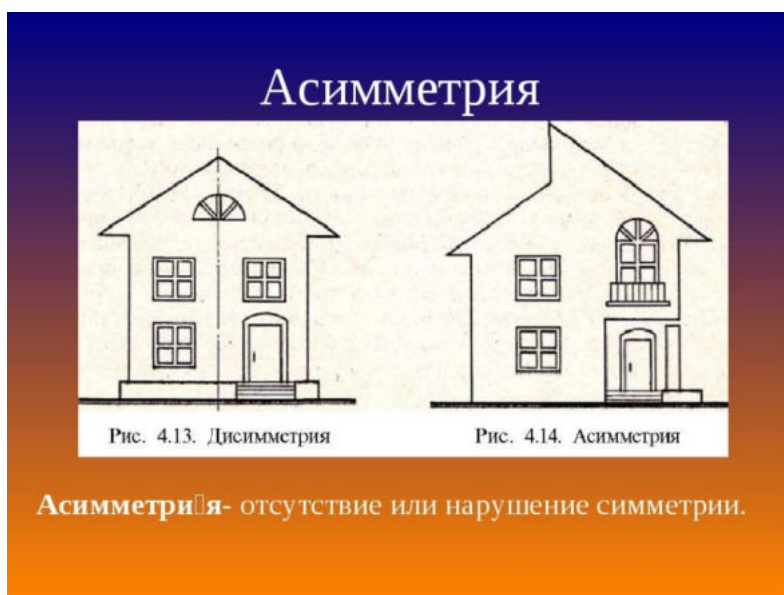 Асимметрия
Рис. 4.13. Дисимметрия
Рис. 4.14. Асимметрия
Асимметри▯я- отсутствие или нарушение симметрии.